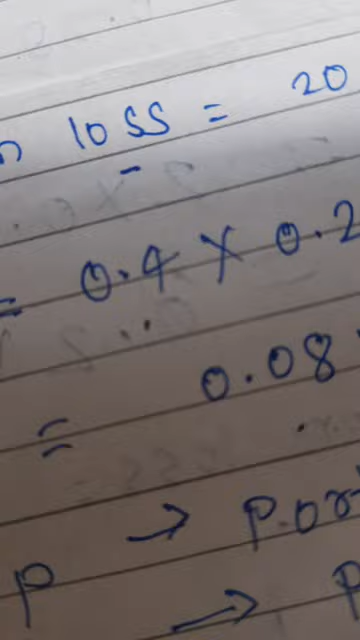 n loss = 20
= 0.4 X 0.2
= 0.08
p → por
→ P